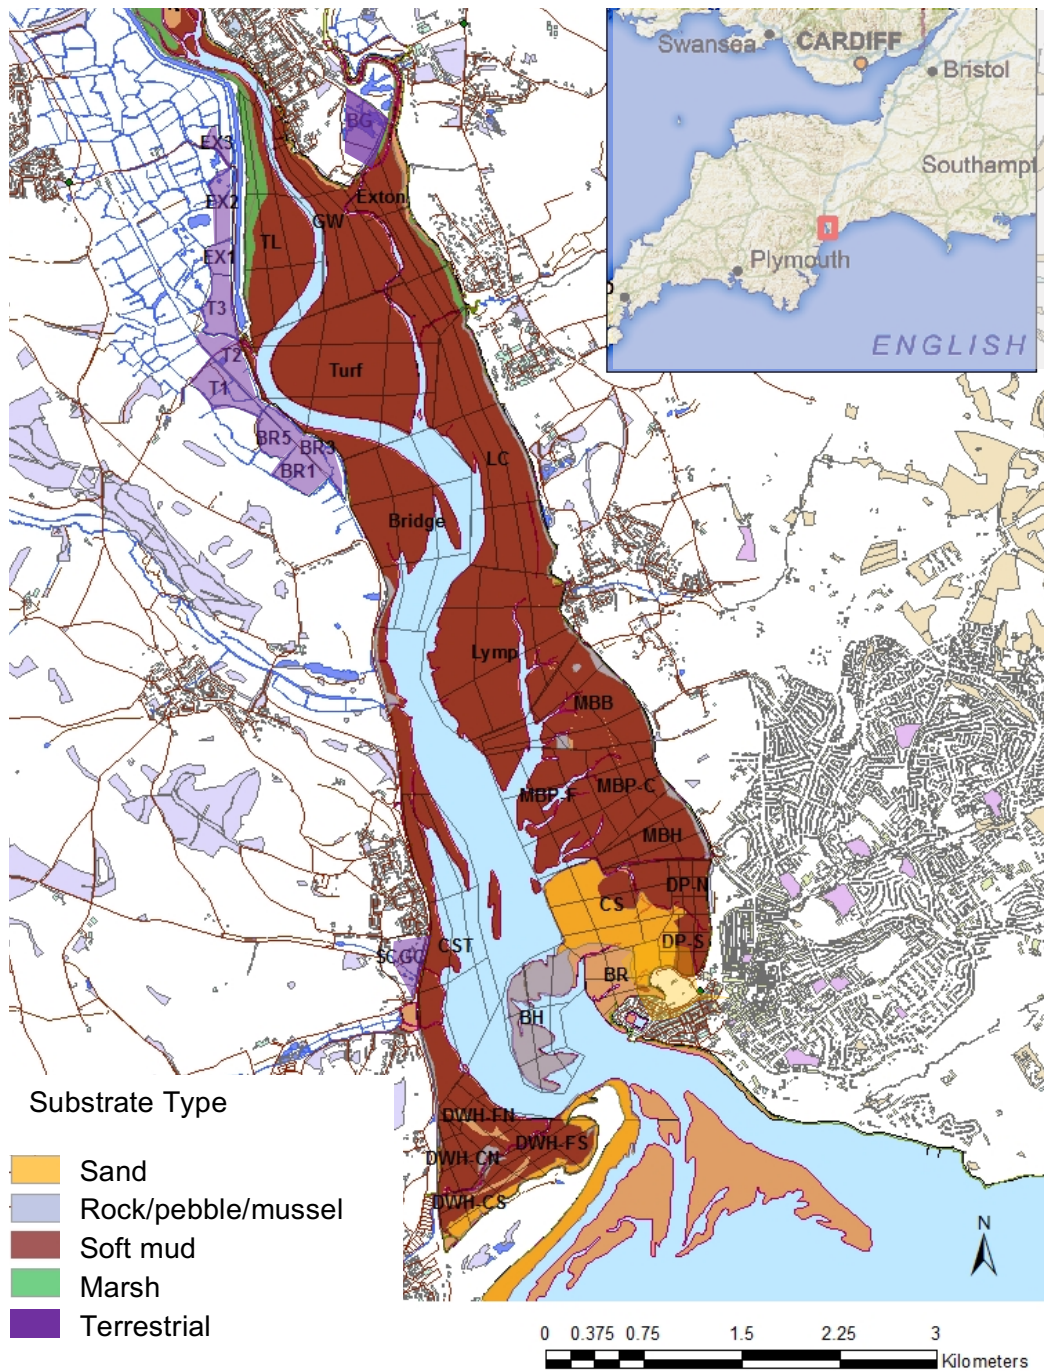 Swansea
CARDIFF
Bristol
Southampt
Plymouth
ENGLISH
BG
EX3
Exton
EX2
GW
TL
EX1
T3
T2
Turf
T1
BR5
BR3
LC
BR1
Bridge
Lymp
MBB
MBP-C
MBP-F
MBH
DP-N
CS
DP-S
CST
SCGC
BR
BH
DWH-FN
DWH-FS
DWH-CN
DWH-CS
Substrate Type
Sand
Rock/pebble/mussel
Soft mud
Marsh
Terrestrial
N
0 0.375 0.75 1.5 2.25 3
Kilometers